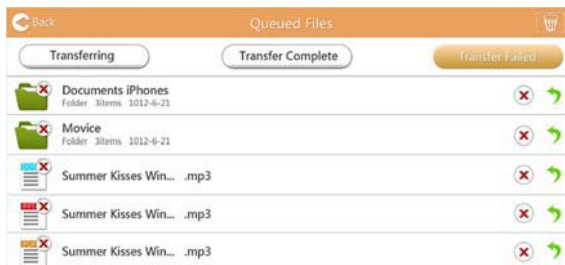 Back
Queued Files
Transferring
Transfer Complete
Transfer Failed
Documents iPhones
Folder 3items 1012-6-21
Movice
Folder 3items 1012-6-21
Summer Kisses Win... .mp3
Summer Kisses Win... .mp3
Summer Kisses Win... .mp3